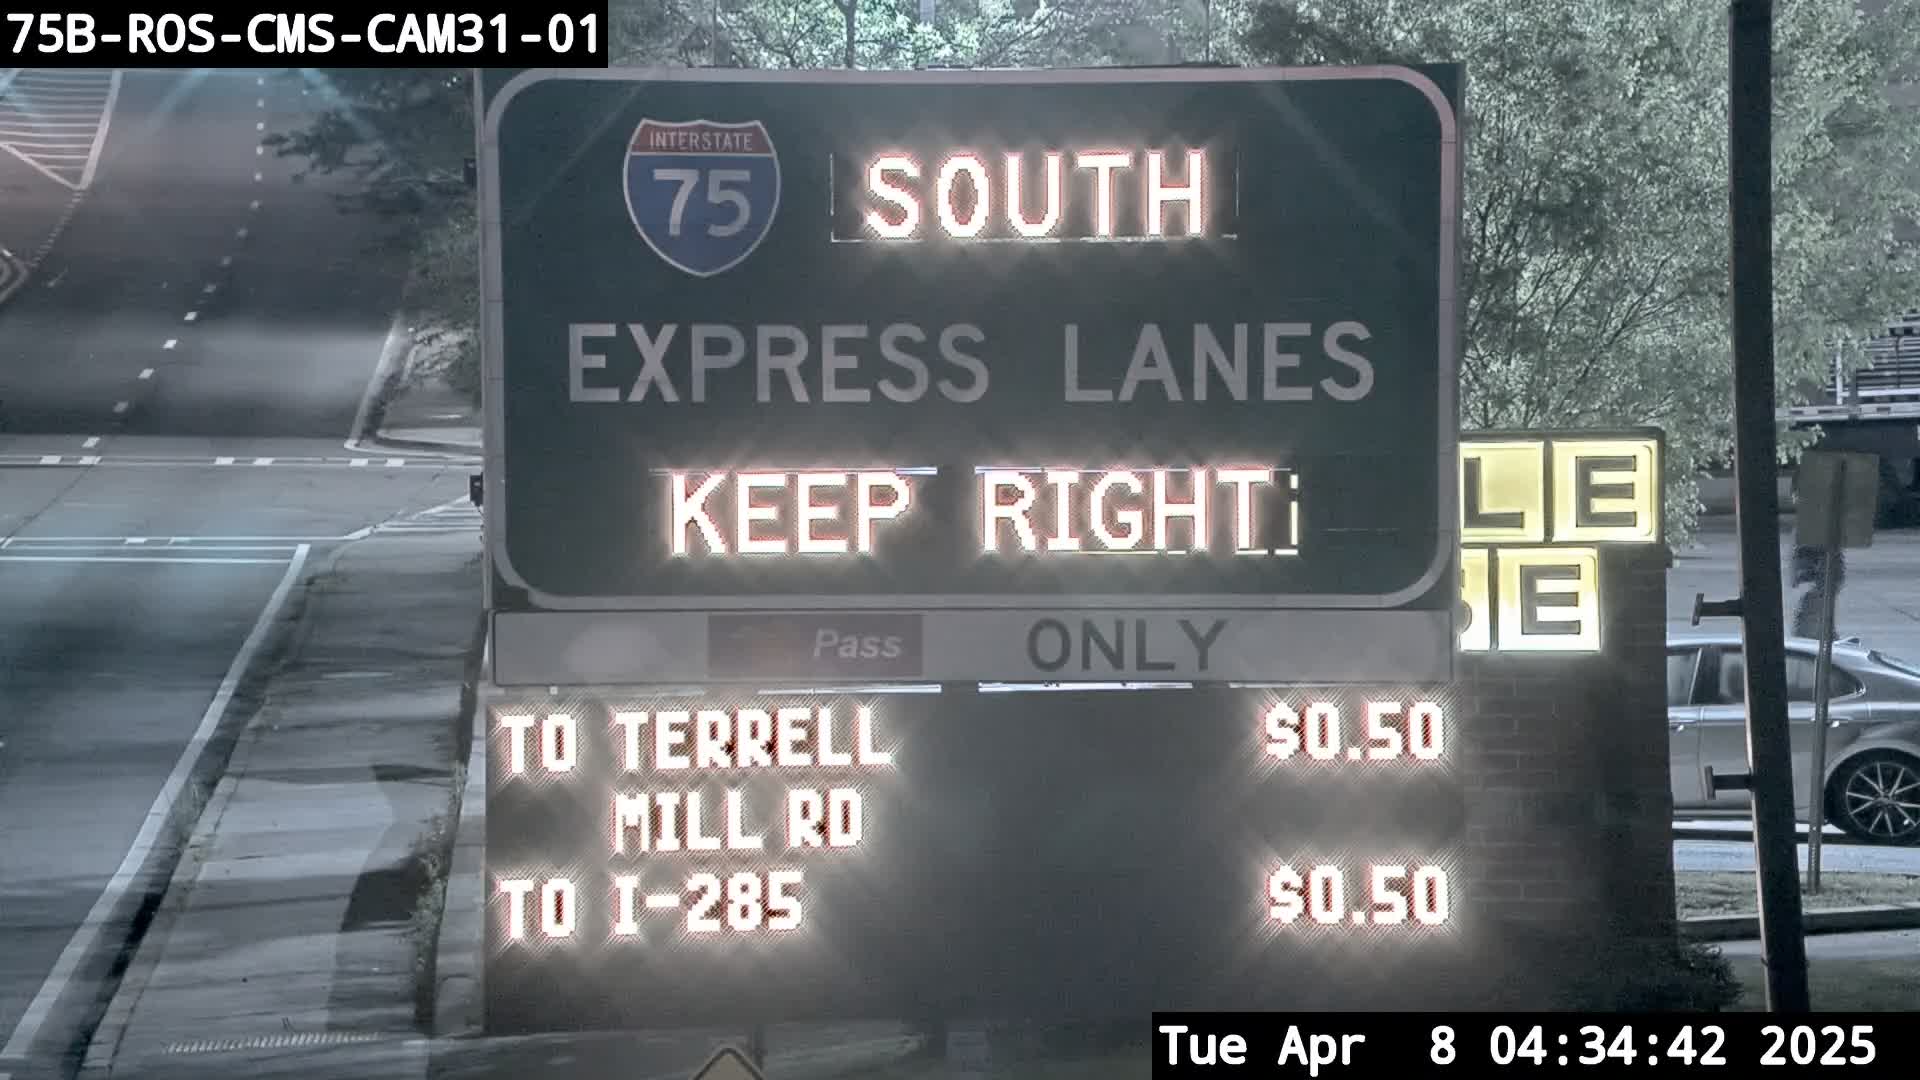 75B-ROS-CMS-CAM31-01
INTERSTATE
75
SOUTH
EXPRESS LANES
KEEP RIGHT
Pass ONLY
TO TERRELL $0.50
MILL RD
TO I-285 $0.50
LE
E
Tue Apr 8 04:34:42 2025